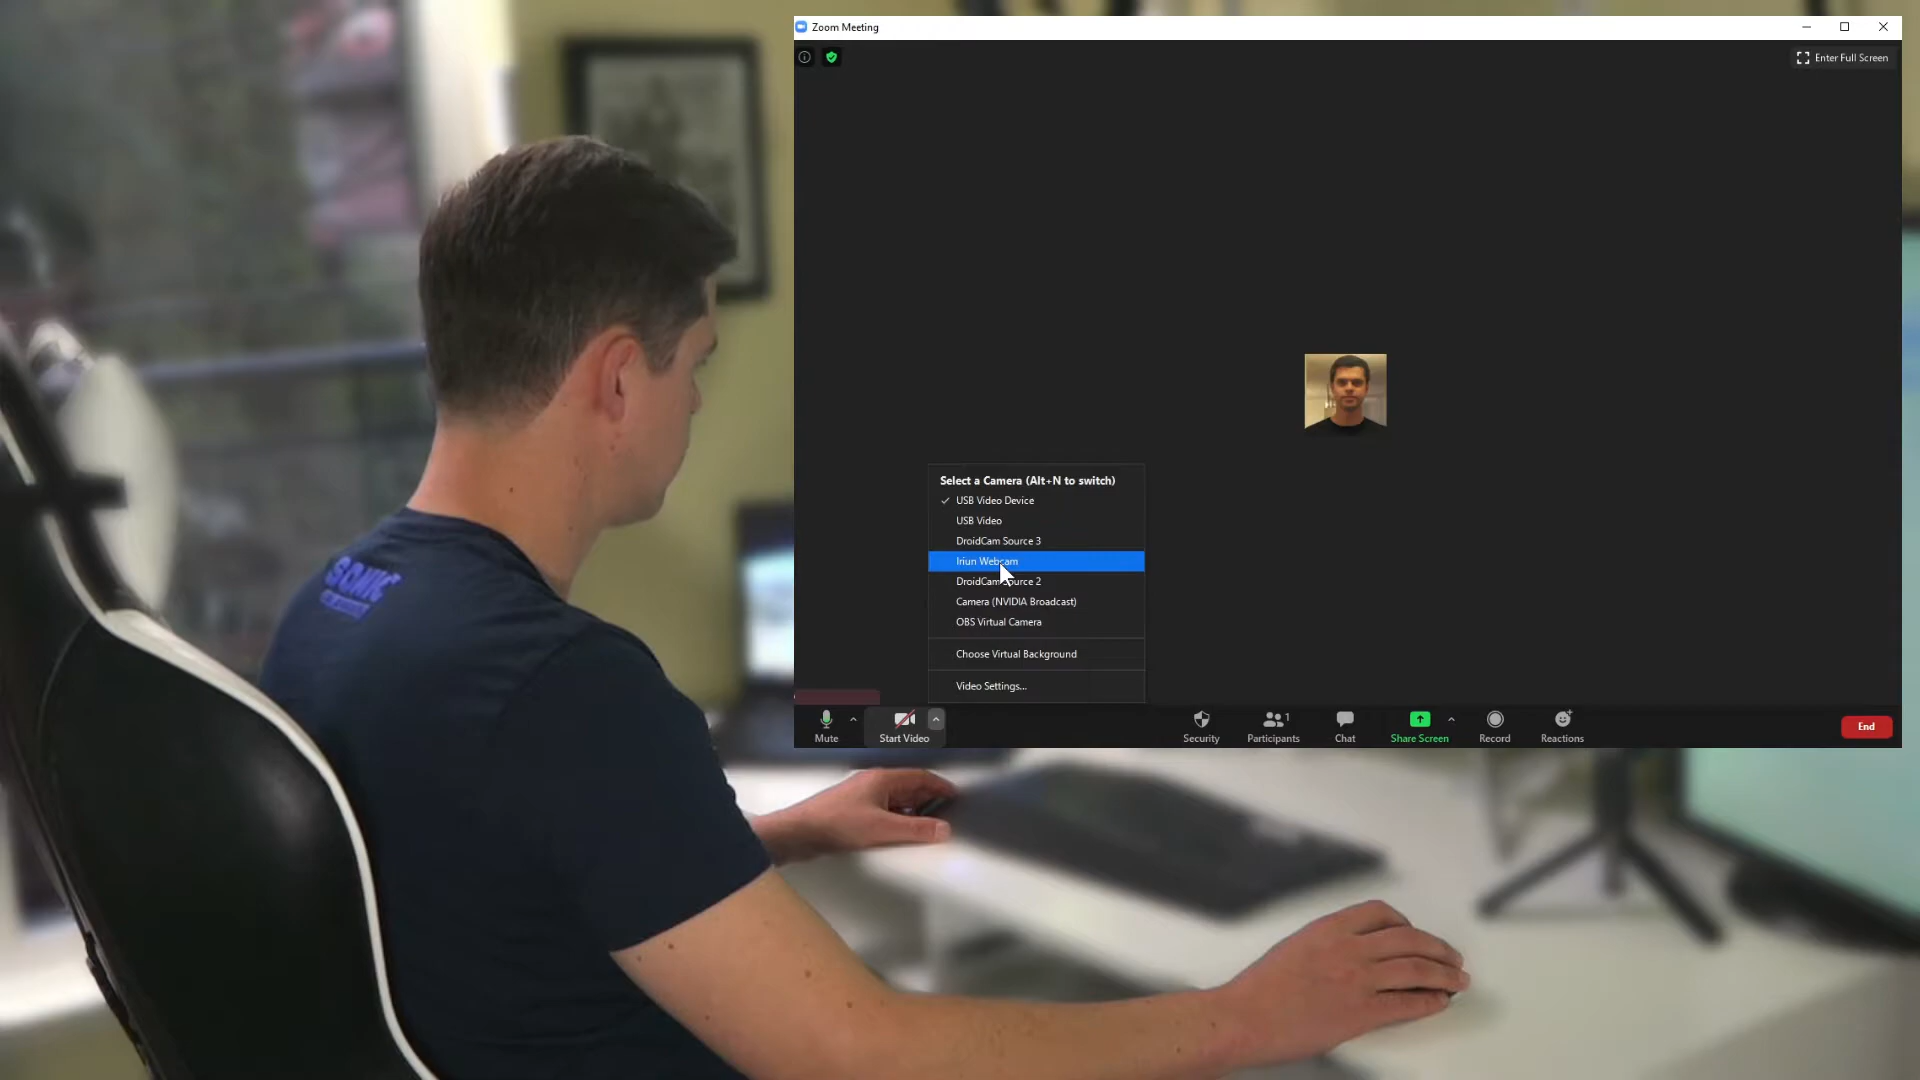 Zoom Meeting
Enter Full Screen
Select a Camera (Alt+N to switch)
USB Video Device
USB Video
DroidCam Source 3
Iriun Webcam
DroidCam Source 2
Camera (NVIDIA Broadcast)
OBS Virtual Camera
Choose Virtual Background
Video Settings...
Mute
Start Video
Security
1
Participants
Chat
Share Screen
Record
Reactions
End
SONIC